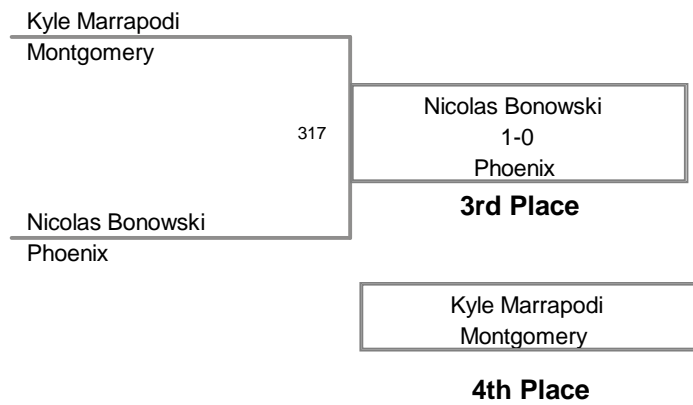 Kyle Marrapodi
Montgomery
317
Nicolas Bonowski
1-0
Phoenix
3rd Place
Nicolas Bonowski
Phoenix
Kyle Marrapodi
Montgomery
4th Place